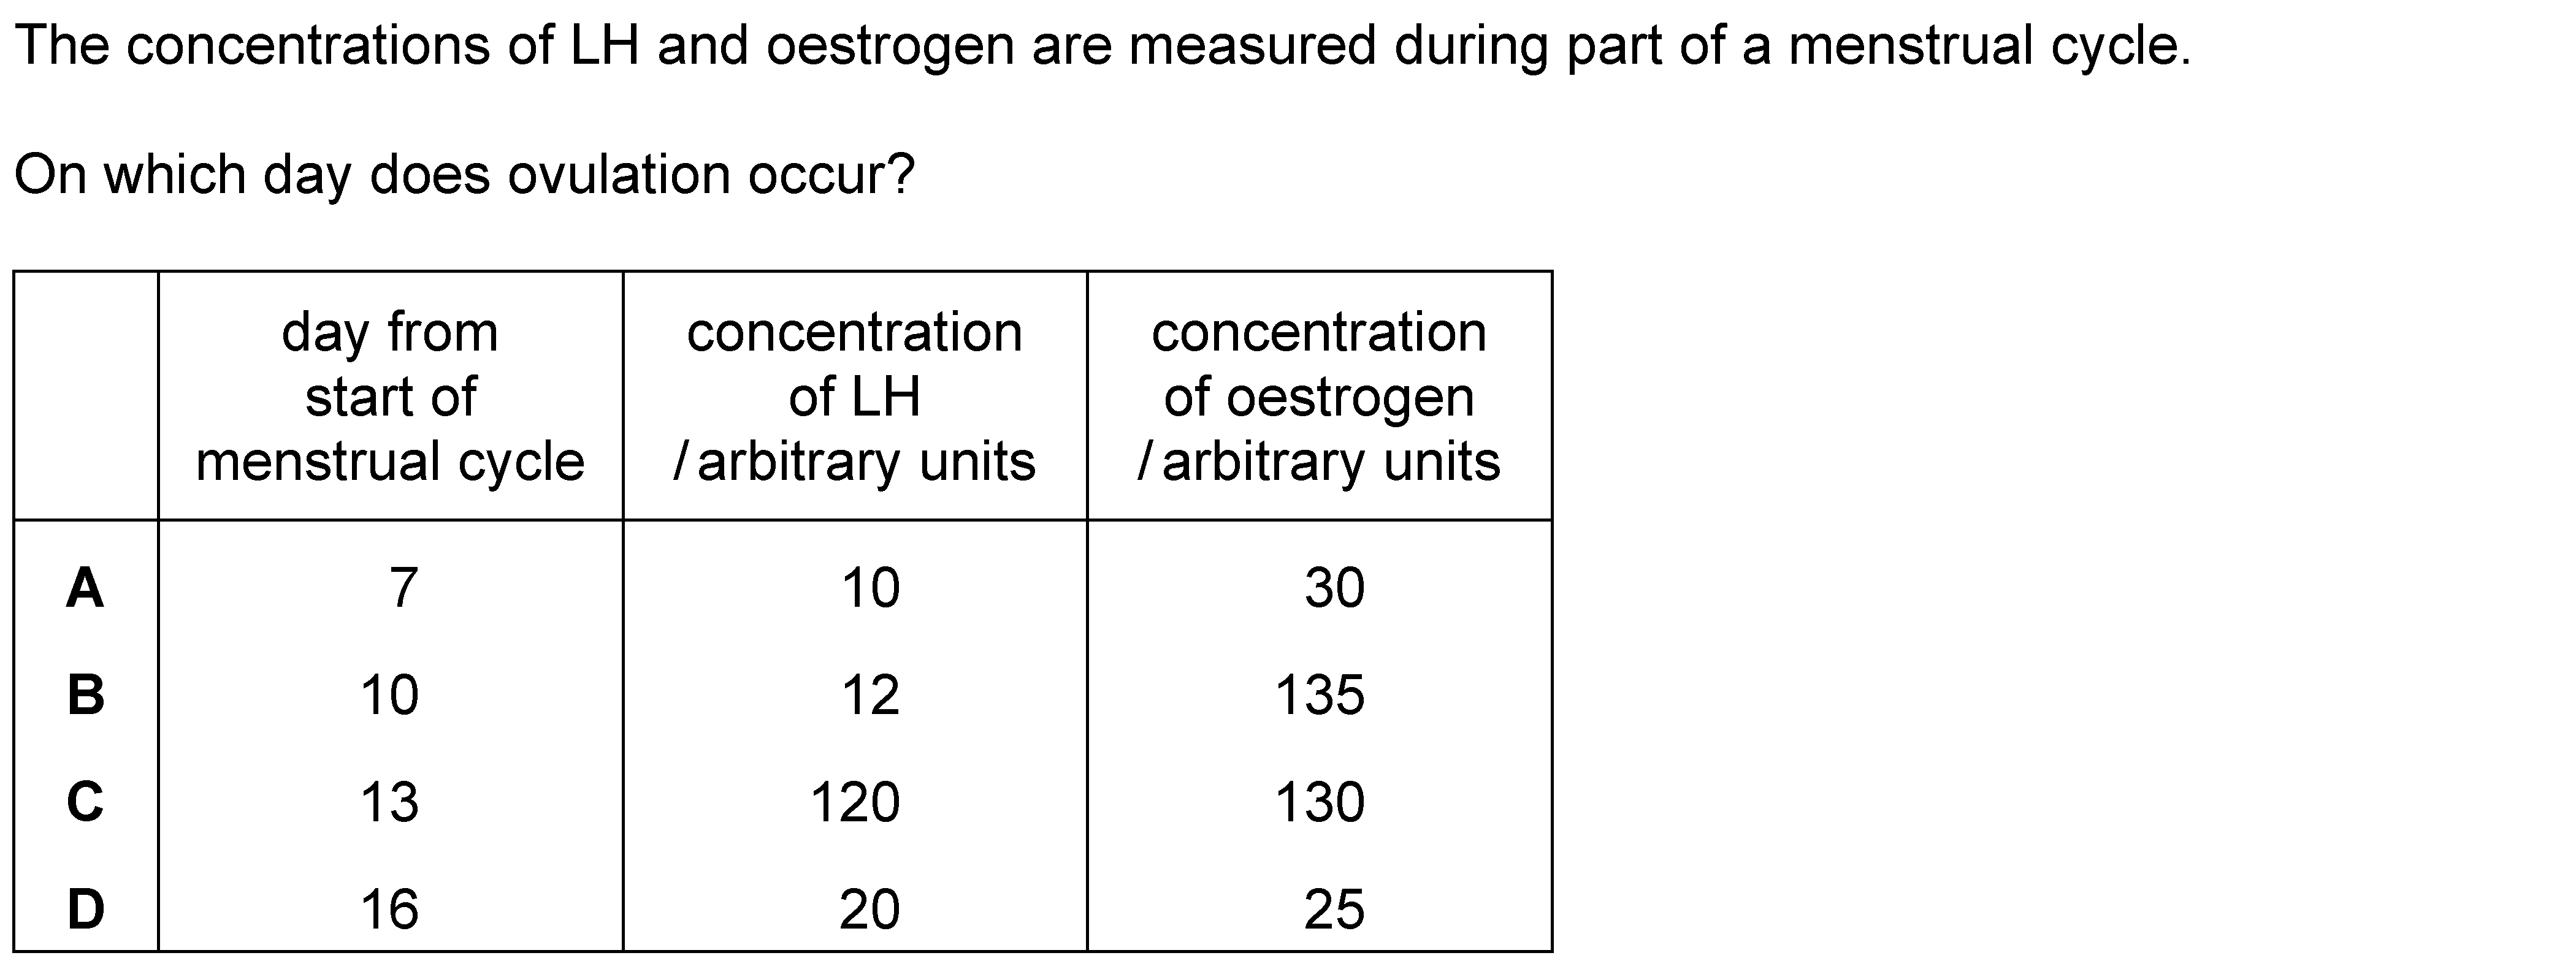 The concentrations of LH and oestrogen are measured during part of a menstrual cycle.
On which day does ovulation occur?
day from start of menstrual cycle concentration of LH / arbitrary units concentration of oestrogen / arbitrary units
A 7 10 30
B 10 12 135
C 13 120 130
D 16 20 25